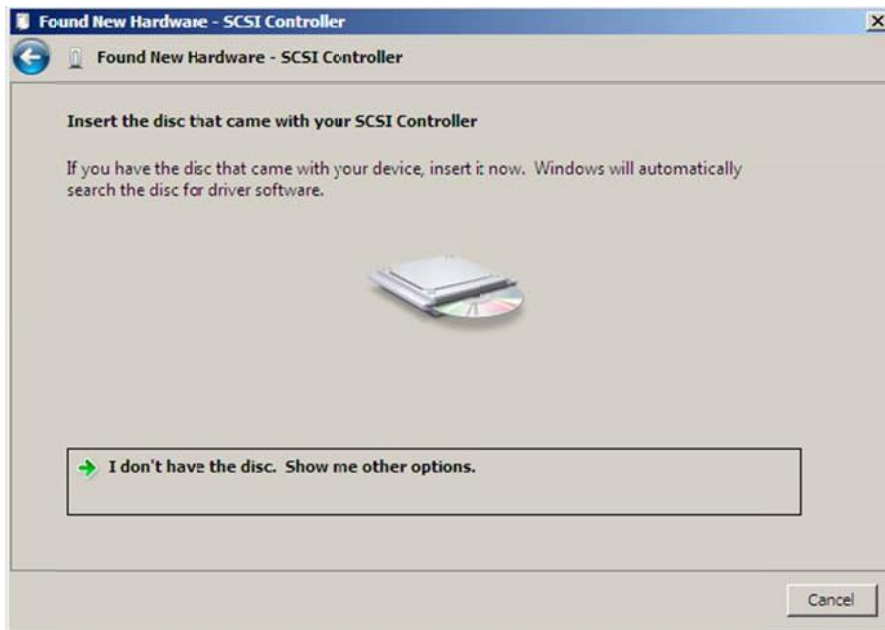 Found New Hardware - SCSI Controller
Found New Hardware - SCSI Controller
Insert the disc that came with your SCSI Controller
If you have the disc that came with your device, insert it now. Windows will automatically
search the disc for driver software.
I don't have the disc. Show me other options.
Cancel